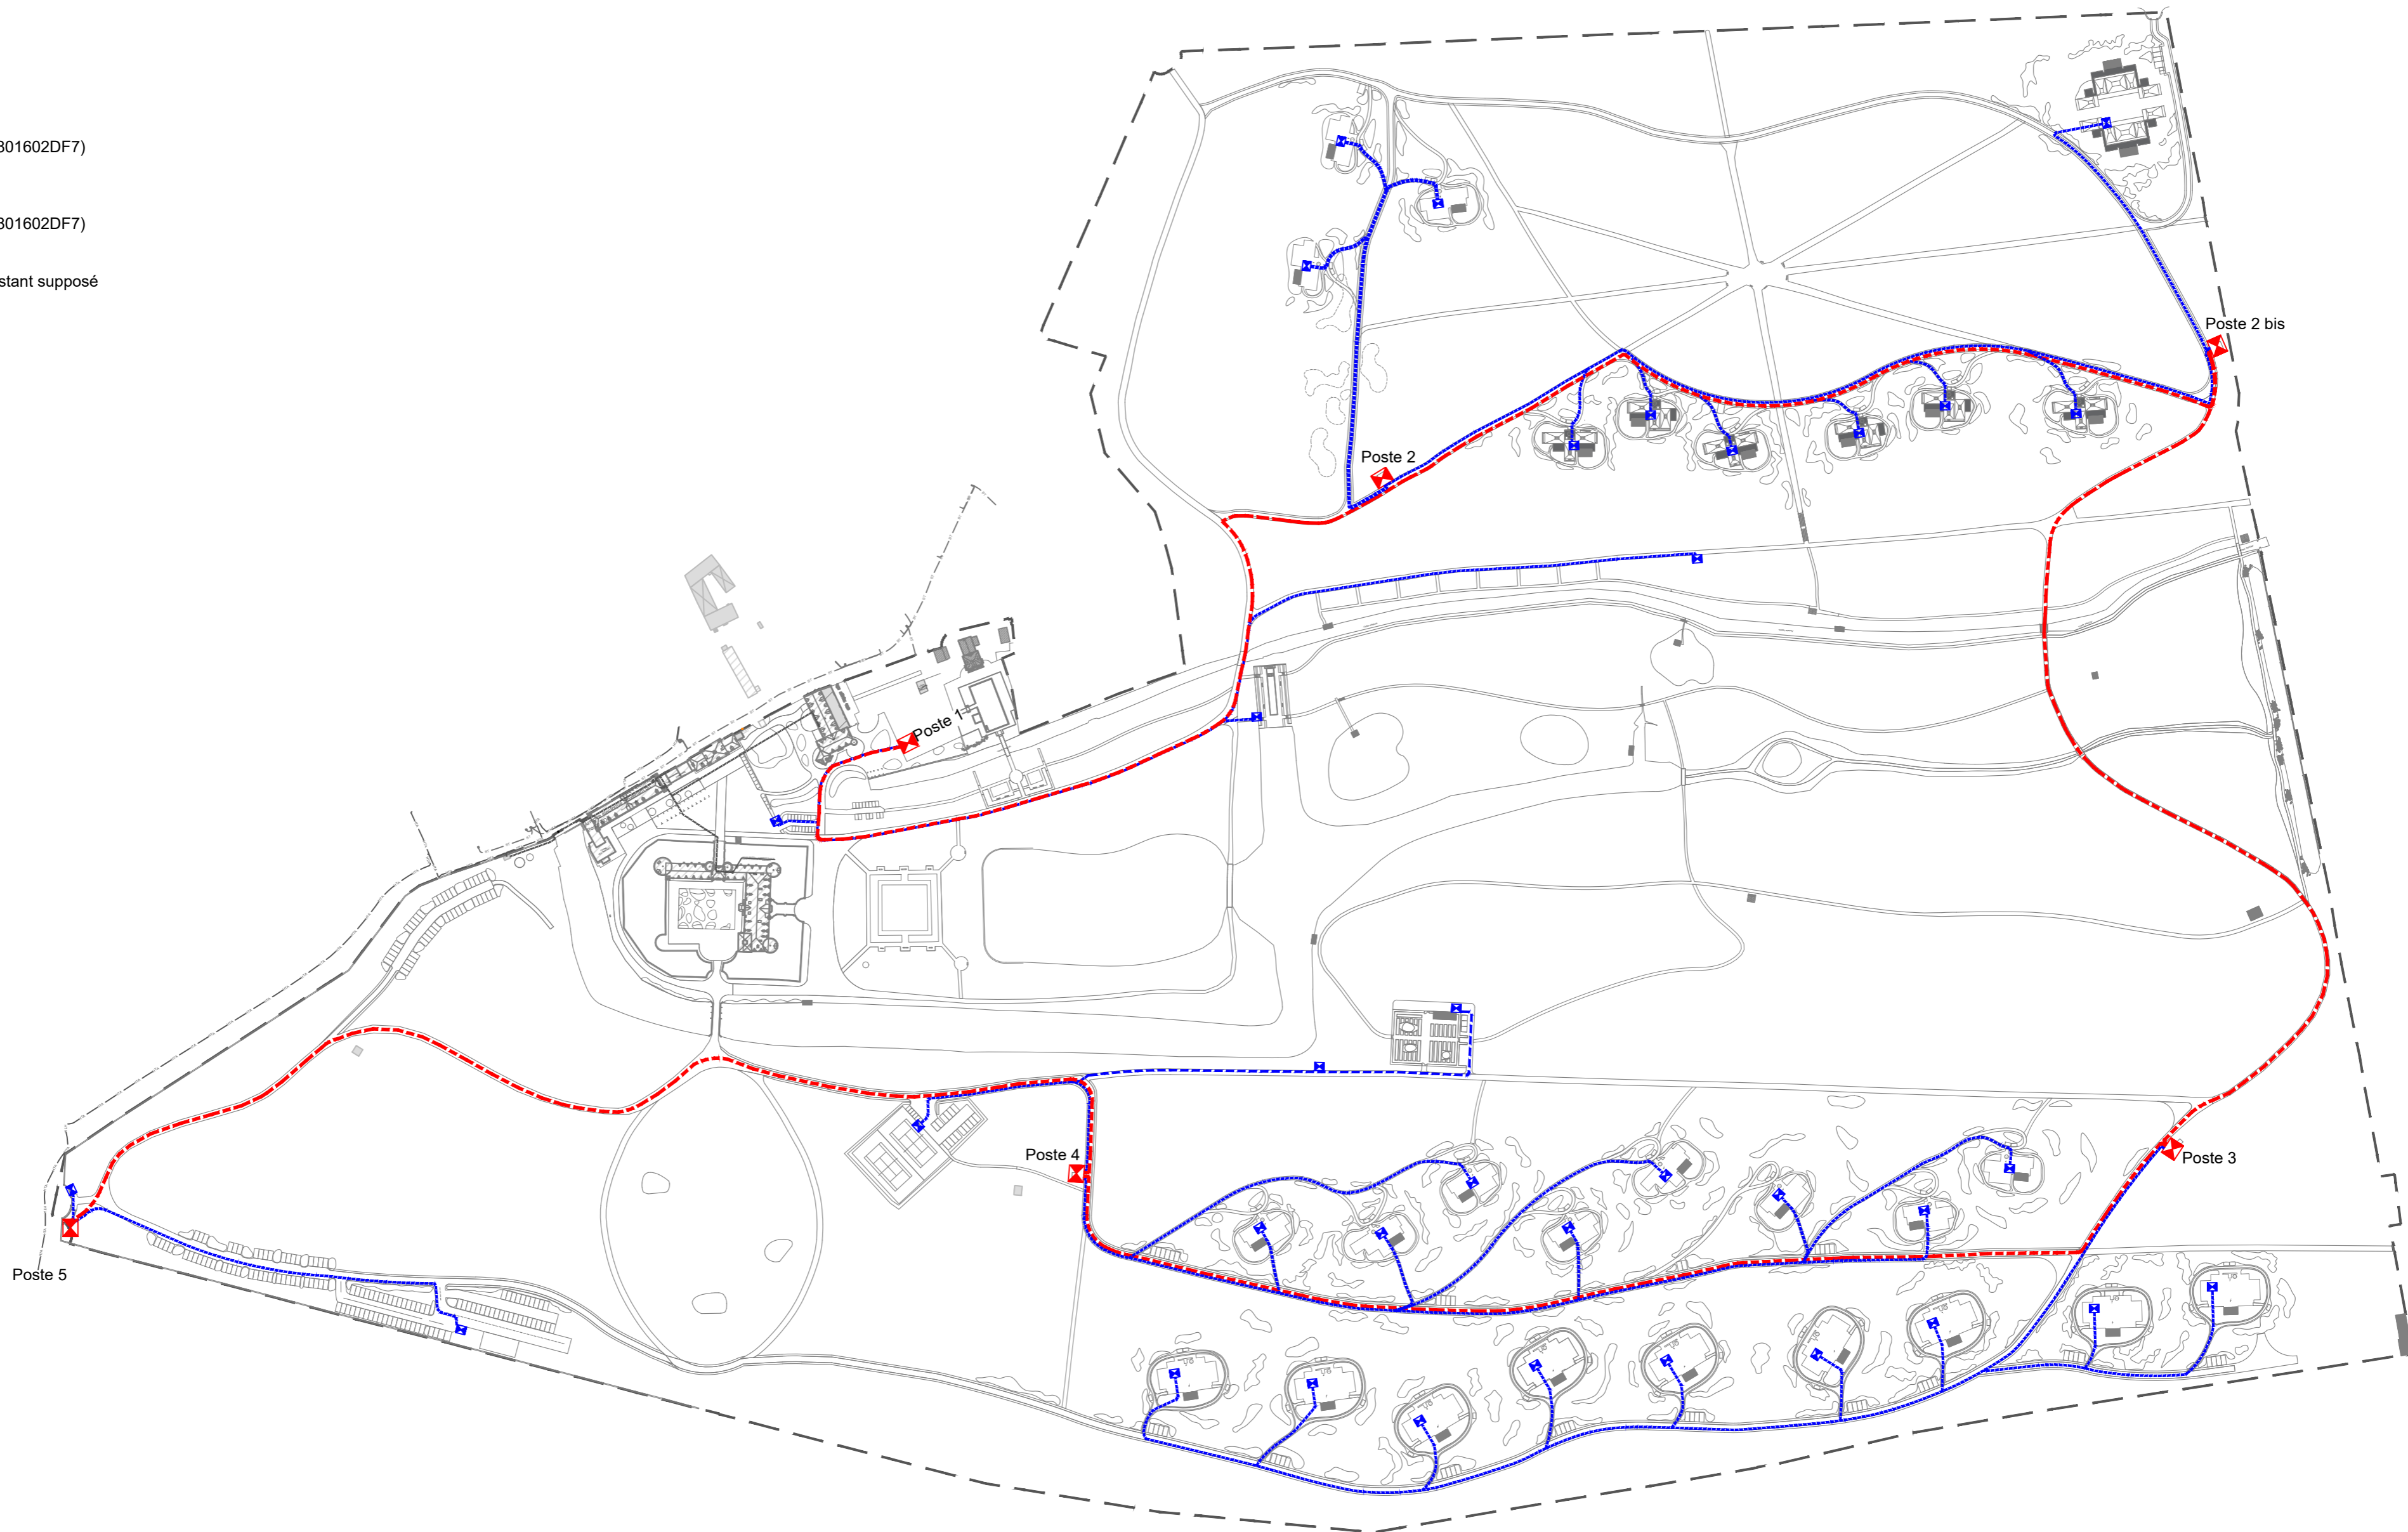 301602DF7)
301602DF7)
stant supposé
Poste 2 bis
Poste 2
Poste 1
Poste 4
Poste 3
Poste 5